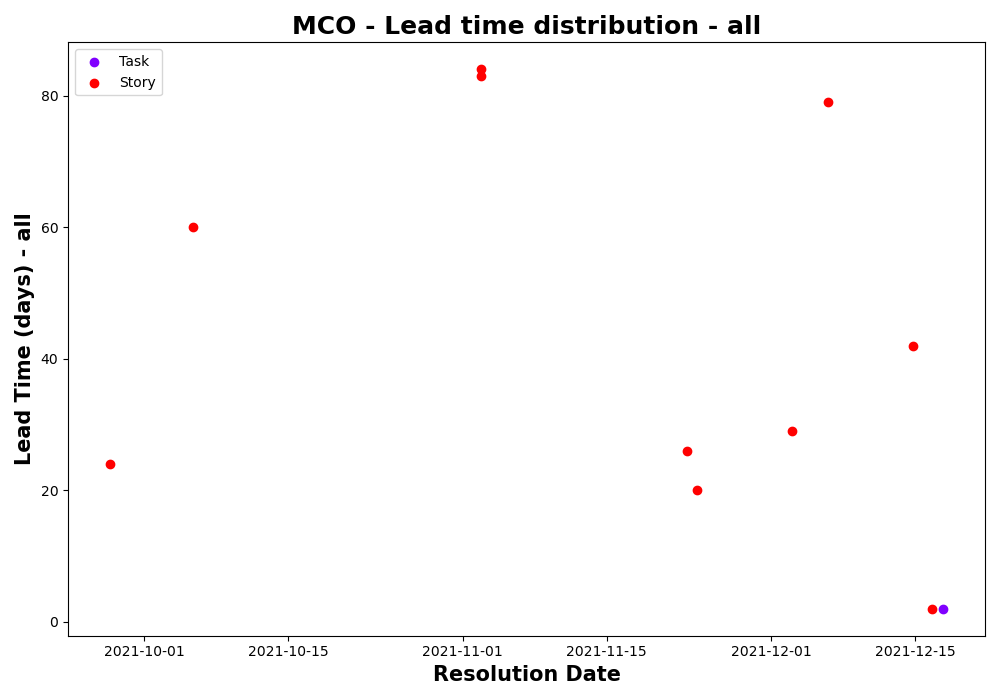 MCO - Lead time distribution - all
Task
Story
Lead Time (days) - all
80
60
40
20
0
2021-10-01
2021-10-15
2021-11-01
2021-11-15
2021-12-01
2021-12-15
Resolution Date